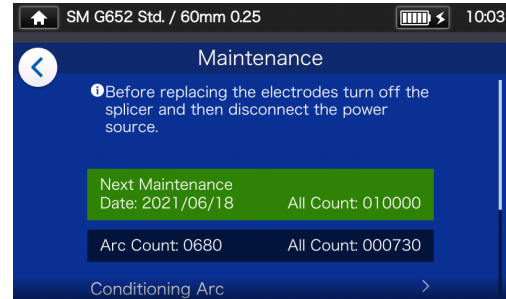 SM G652 Std. / 60mm 0.25
10:03
Maintenance
Before replacing the electrodes turn off the
splicer and then disconnect the power
source.
Next Maintenance
Date: 2021/06/18 All Count: 010000
Arc Count: 0680 All Count: 000730
Conditioning Arc